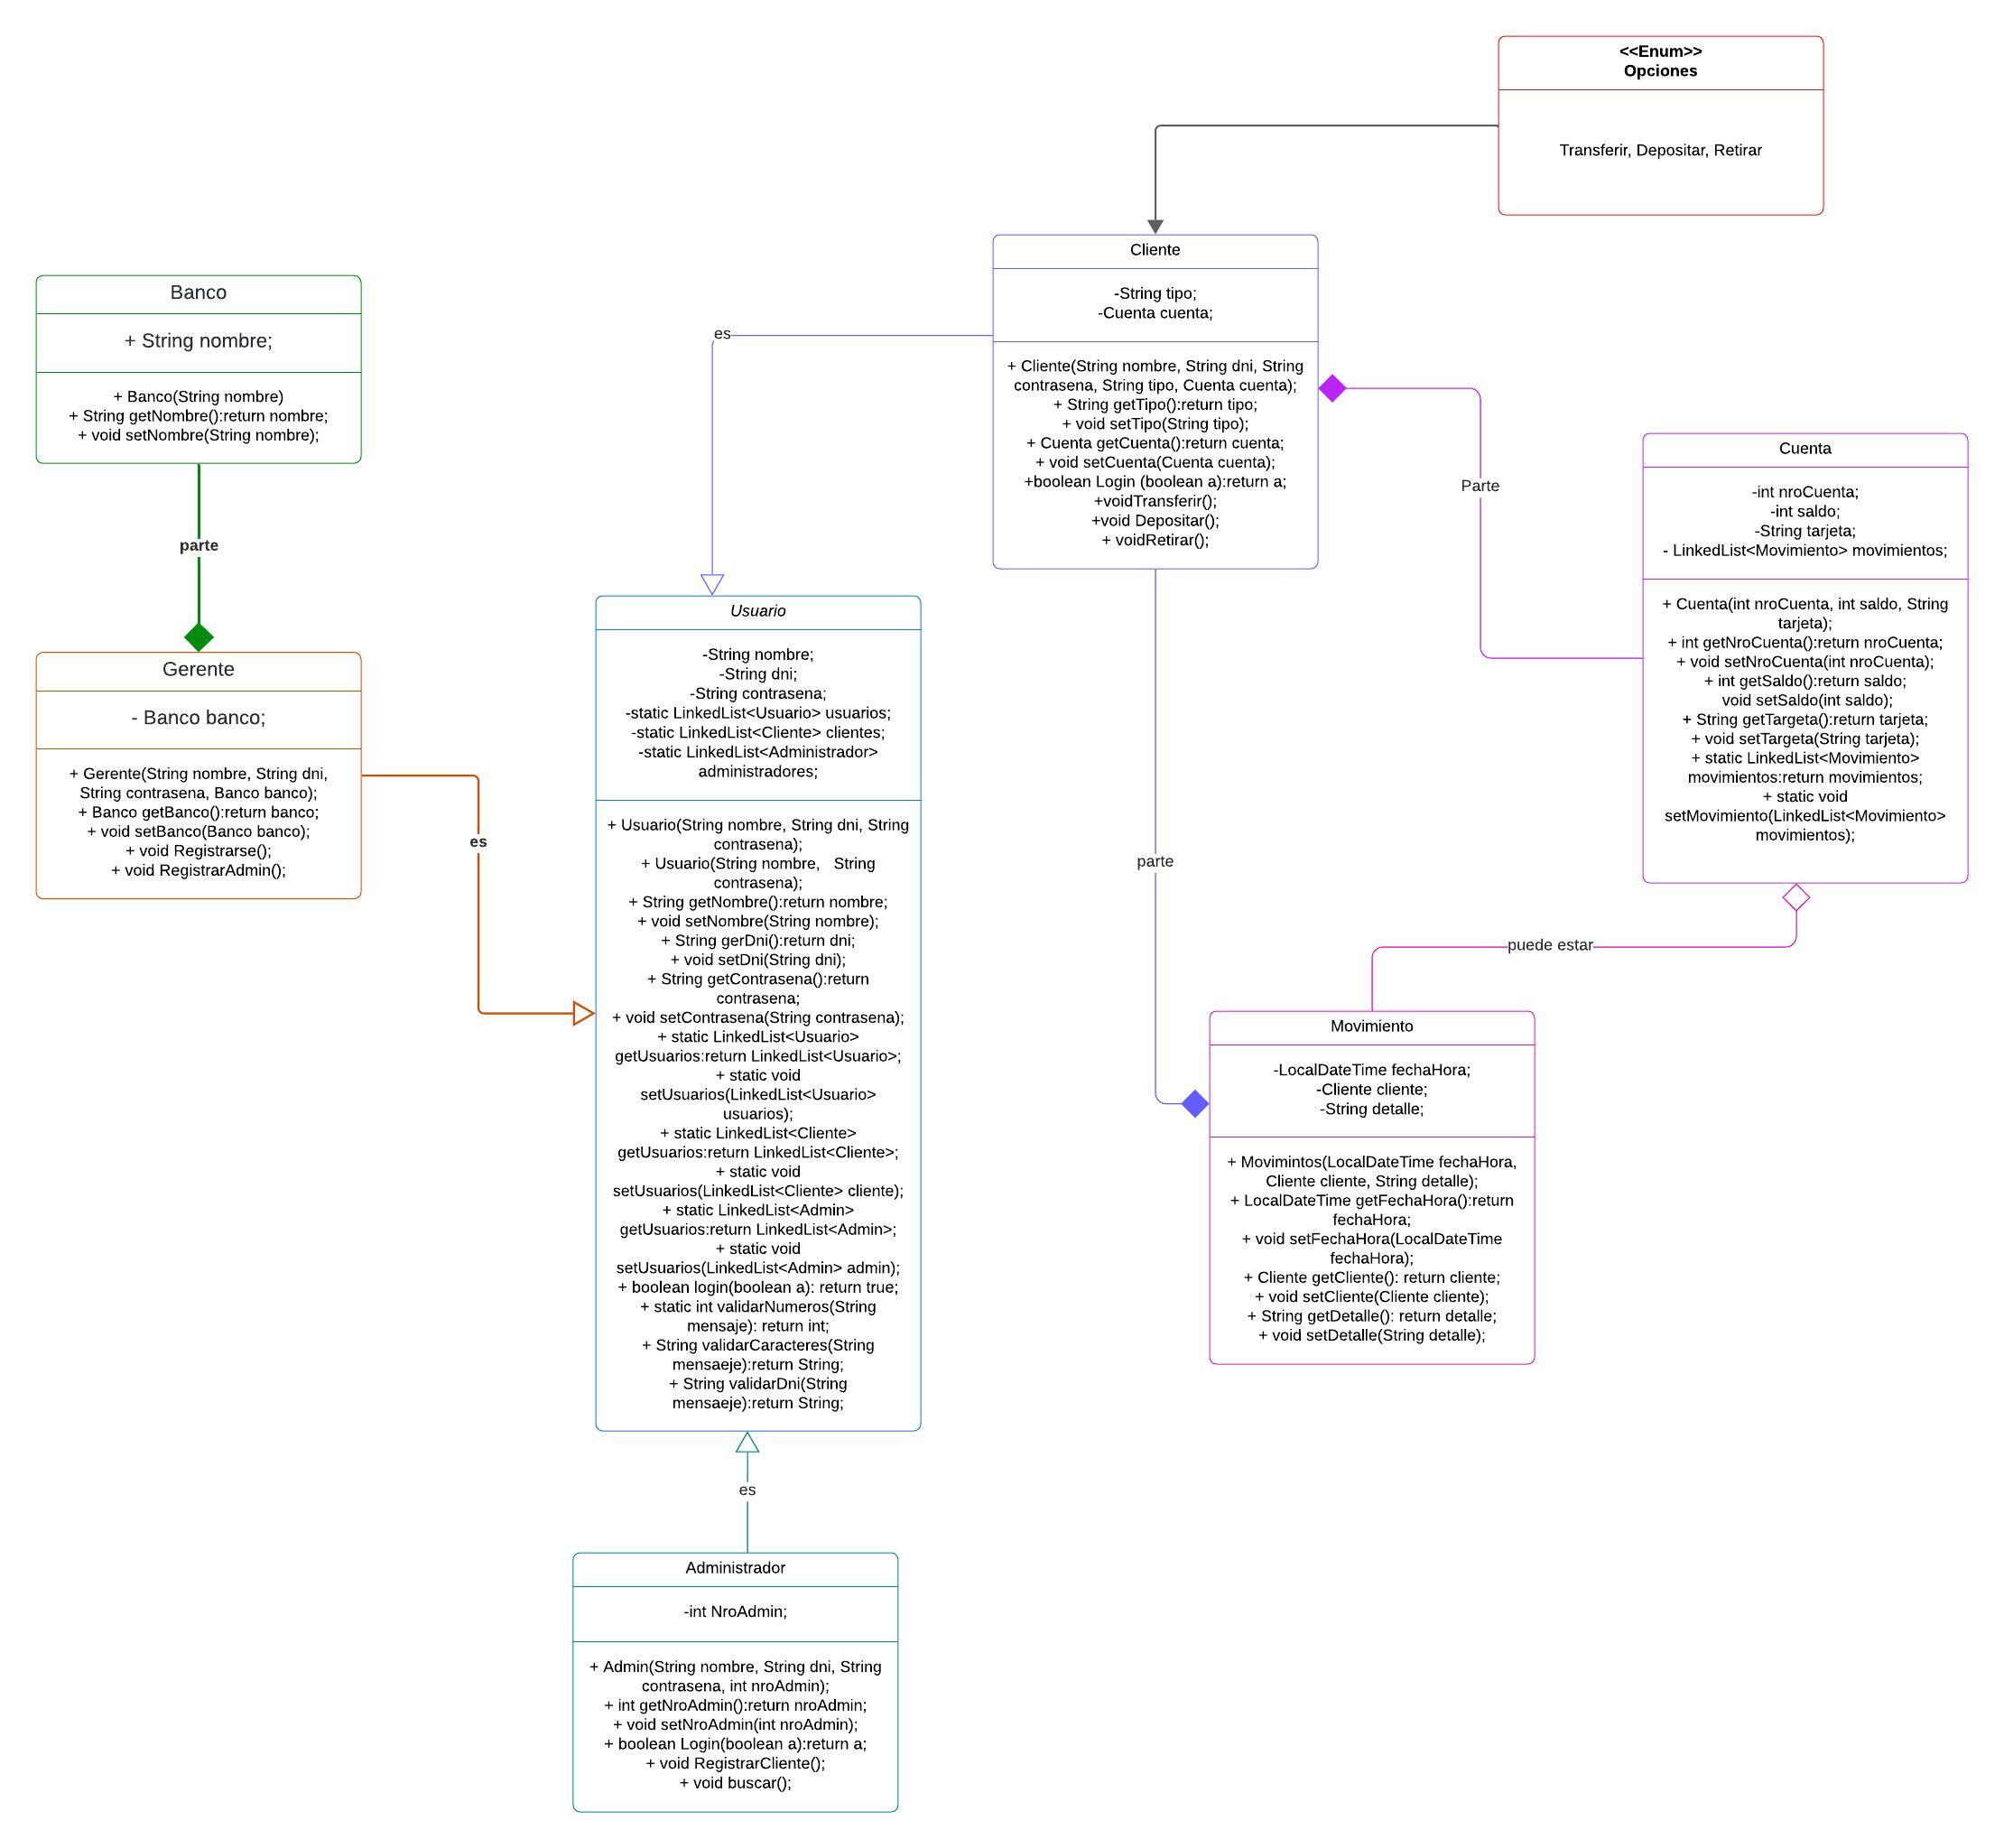 <<Enum>>
Opciones
Transferir, Depositar, Retirar
Cliente
-String tipo;
-Cuenta cuenta;
+ Cliente(String nombre, String dni, String
contrasena, String tipo, Cuenta cuenta);
+ String getTipo():return tipo;
+ void setTipo(String tipo);
+ Cuenta getCuenta():return cuenta;
+ void setCuenta(Cuenta cuenta);
+boolean Login (boolean a):return a;
+voidTransferir();
+void Depositar();
+ voidRetirar();
Banco
+ String nombre;
+ Banco(String nombre)
+ String getNombre():return nombre;
+ void setNombre(String nombre);
es
parte
Parte
Cuenta
-int nroCuenta;
-int saldo;
-String tarjeta;
- LinkedList<Movimiento> movimientos;
+ Cuenta(int nroCuenta, int saldo, String
tarjeta);
+ int getNroCuenta():return nroCuenta;
+ void setNroCuenta(int nroCuenta);
+ int getSaldo():return saldo;
void setSaldo(int saldo);
+ String getTargeta():return tarjeta;
+ void setTargeta(String tarjeta);
+ static LinkedList<Movimiento>
movimientos:return movimientos;
+ static void
setMovimiento(LinkedList<Movimiento>
movimientos);
Gerente
- Banco banco;
+ Gerente(String nombre, String dni,
String contrasena, Banco banco);
+ Banco getBanco():return banco;
+ void setBanco(Banco banco);
+ void Registrarse();
+ void RegistrarAdmin();
es
Usuario
-String nombre;
-String dni;
-String contrasena;
-static LinkedList<Usuario> usuarios;
-static LinkedList<Cliente> clientes;
-static LinkedList<Administrador>
administradores;
+ Usuario(String nombre, String dni, String
contrasena);
+ Usuario(String nombre,   String
contrasena);
+ String getNombre():return nombre;
+ void setNombre(String nombre);
+ String gerDni():return dni;
+ void setDni(String dni);
+ String getContrasena():return
contrasena;
+ void setContrasena(String contrasena);
+ static LinkedList<Usuario>
getUsuarios:return LinkedList<Usuario>;
+ static void
setUsuarios(LinkedList<Usuario>
usuarios);
+ static LinkedList<Cliente>
getUsuarios:return LinkedList<Cliente>;
+ static void
setUsuarios(LinkedList<Cliente> cliente);
+ static LinkedList<Admin>
getUsuarios:return LinkedList<Admin>;
+ static void
setUsuarios(LinkedList<Admin> admin);
+ boolean login(boolean a): return true;
+ static int validarNumeros(String
mensaje): return int;
+ String validarCaracteres(String
mensaeje):return String;
+ String validarDni(String
mensaeje):return String;
parte
puede estar
Movimiento
-LocalDateTime fechaHora;
-Cliente cliente;
-String detalle;
+ Movimintos(LocalDateTime fechaHora,
Cliente cliente, String detalle);
+ LocalDateTime getFechaHora():return
fechaHora;
+ void setFechaHora(LocalDateTime
fechaHora);
+ Cliente getCliente(): return cliente;
+ void setCliente(Cliente cliente);
+ String getDetalle(): return detalle;
+ void setDetalle(String detalle);
es
Administrador
-int NroAdmin;
+ Admin(String nombre, String dni, String
contrasena, int nroAdmin);
+ int getNroAdmin():return nroAdmin;
+ void setNroAdmin(int nroAdmin);
+ boolean Login(boolean a):return a;
+ void RegistrarCliente();
+ void buscar();